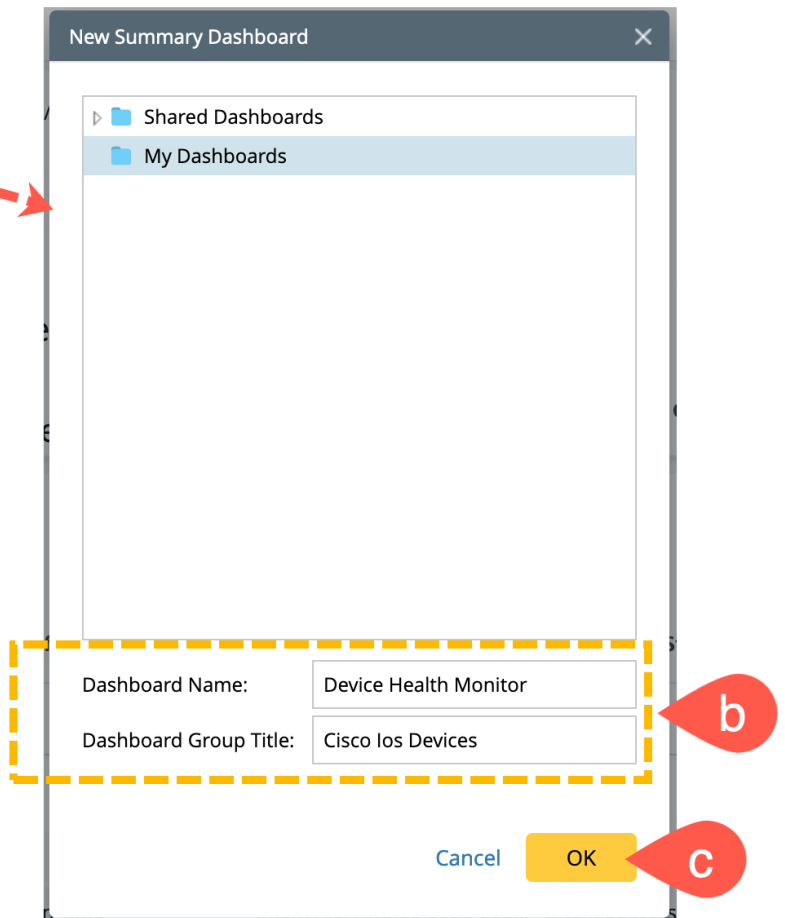 New Summary Dashboard
Shared Dashboards
My Dashboards
Dashboard Name: Device Health Monitor
b
Dashboard Group Title: Cisco Ios Devices
Cancel OK
c